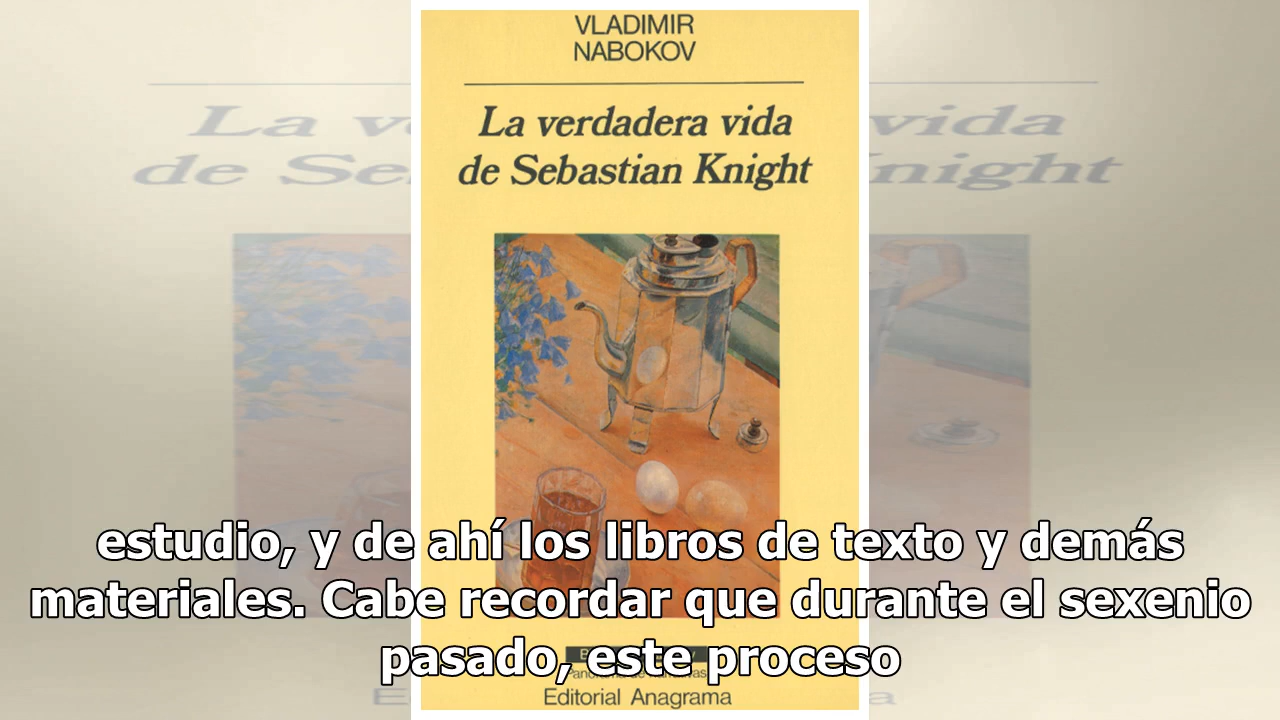 VLADIMIR
NABOKOV
La verdadera vida
de Sebastian Knight
estudio, y de ahí los libros de texto y demás
materiales. Cabe recordar que durante el sexenio
pasado, este proceso
Editorial Anagrama